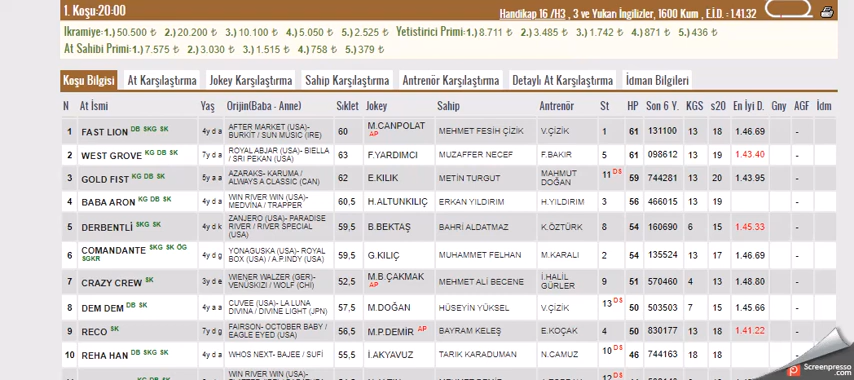 1. Koşu:20:00
Handikap 16 /H3 , 3 ve Yukarı İngilizler, 1600 Kum , E.İ.D. : 1.41.32
İkramiye:1.) 50.500 ₺ 2.) 20.200 ₺ 3.) 10.100 ₺ 4.) 5.050 ₺ 5.) 2.525 ₺ Yetistirici Primi:1.) 8.711 ₺ 2.) 3.485 ₺ 3.) 1.742 ₺ 4.) 871 ₺ 5.) 436 ₺
At Sahibi Primi:1.) 7.575 ₺ 2.) 3.030 ₺ 3.) 1.515 ₺ 4.) 758 ₺ 5.) 379 ₺
Koşu Bilgisi At Karşılaştırma Jokey Karşılaştırma Sahip Karşılaştırma Antrenör Karşılaştırma Detaylı At Karşılaştırma İdman Bilgileri
N At İsmi Yaş Orijin(Baba - Anne) Sıklet Jokey Sahip Antrenör St HP Son 6 Y. KGS s20 En İyi D. Gny AGF İdm
1 FAST LION DB SKG SK 4y d a AFTER MARKET (USA)- BURKIT / SUN MUSIC (IRE) 60 M.CANPOLAT AP MEHMET FESİH ÇİZİK V.ÇİZİK 1 61 131100 13 18 1.46.69 -
2 WEST GROVE KG DB SK 7y d a ROYAL ABJAR (USA)- BIELLA / SRI PEKAN (USA) 63 F.YARDIMCI MUZAFFER NECEF F.BAKIR 5 61 098612 13 19 1.43.40 -
3 GOLD FIST KG DB SK 5y a a AZARAKS- KARUMA / ALWAYS A CLASSIC (CAN) 62 E.KILIK METİN TURGUT MAHMUT DOĞAN 11 DS 59 744281 13 20 1.43.95 -
4 BABA ARON KG DB SK 4y d a WIN RIVER WIN (USA)- MEDVINA / TRAPPER 60,5 H.ALTUNKILIÇ ERKAN YILDIRIM H.YILDIRIM 3 56 466015 13 19 -
5 DERBENTLİ SKG SK 4y d k ZANJERO (USA)- PARADISE RIVER / RIVER SPECIAL (USA) 59,5 B.BEKTAŞ BAHRİ ALDATMAZ K.ÖZTÜRK 8 54 160690 6 15 1.45.33 -
6 COMANDANTE SKG SK ÖG SGKR 4y d g YONAGUSKA (USA)- ROYAL BOX (USA) / A.P.INDY (USA) 59,5 G.KILIÇ MUHAMMET FELHAN M.KARALI 2 54 135524 13 17 1.46.69 -
7 CRAZY CREW SK 3y d e WIENER WALZER (GER)- VENÜSKIZI / WOLF (CHI) 52,5 M.B.ÇAKMAK AP MEHMET ALİ BECENE İ.HALİL GÜRLER 9 51 570460 4 13 1.48.80 -
8 DEM DEM DB SK 4y a a CUVEE (USA)- LA LUNA DIVINA / DIVINE LIGHT (JPN) 57,5 M.DOĞAN HÜSEYİN YÜKSEL V.ÇİZİK 13 DS 50 503503 7 15 1.45.66 -
9 RECO SK 7y d g FAIRSON- OCTOBER BABY / EAGLE EYED (USA) 56,5 M.P.DEMİR AP BAYRAM KELEŞ E.KOÇAK 4 50 830177 13 18 1.41.22 -
10 REHA HAN DB SKG SK 4y d a WHOS NEXT- BAJEE / SUFİ 55,5 İ.AKYAVUZ TARIK KARADUMAN N.CAMUZ 10 DS 46 744163 18 18 -
Screenpresso
.com